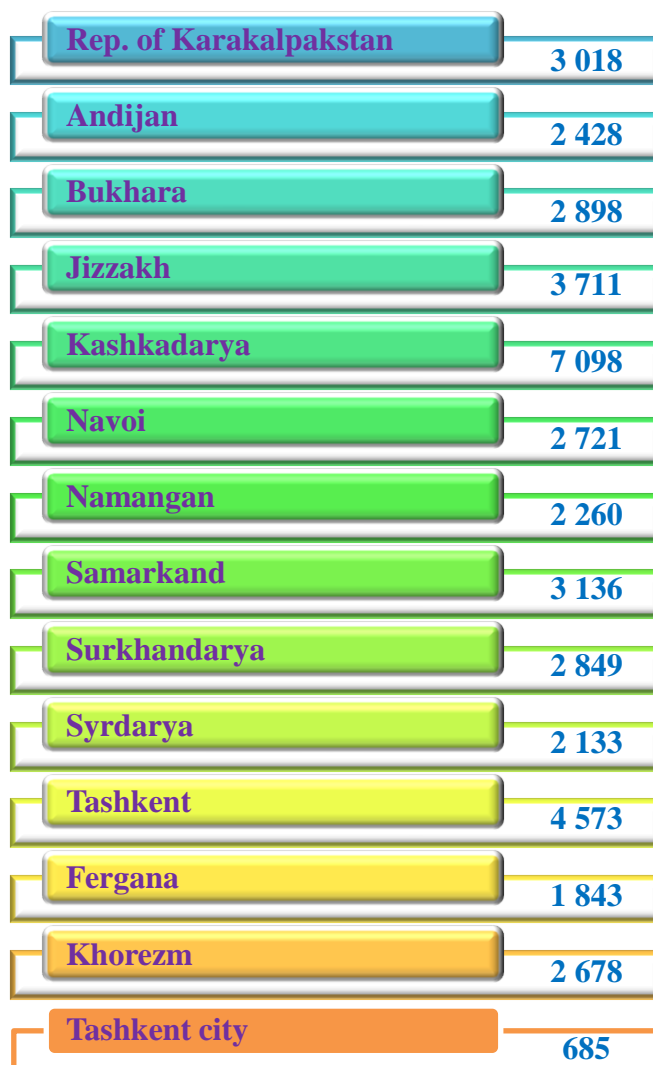 Rep. of Karakalpakstan 3 018
Andijan 2 428
Bukhara 2 898
Jizzakh 3 711
Kashkadarya 7 098
Navoi 2 721
Namangan 2 260
Samarkand 3 136
Surkhandarya 2 849
Syrdarya 2 133
Tashkent 4 573
Fergana 1 843
Khorezm 2 678
Tashkent city 685